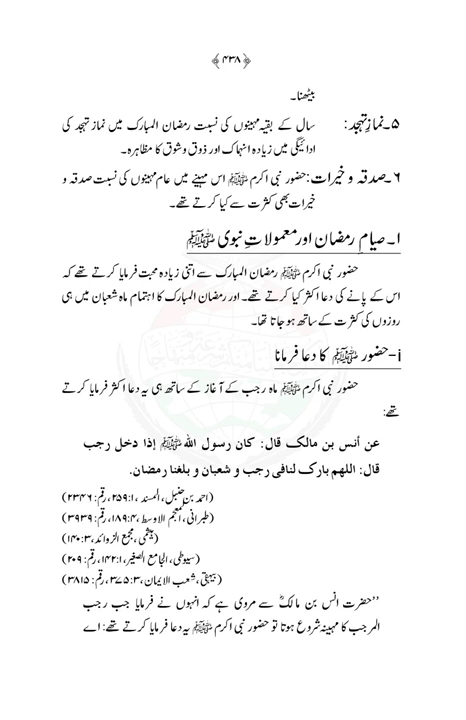 ﴿ ۴۳۸ ﴾
بیٹھنا۔
۵۔نمازِ تہجد: سال کے بقیہ مہینوں کی نسبت رمضان المبارک میں نماز تہجد کی
ادائیگی میں زیادہ انہماک اور ذوق وشوق کا مظاہرہ۔
۶۔صدقہ و خیرات: حضور نبی اکرم ﷺ اس مہینے میں عام مہینوں کی نسبت صدقہ و
خیرات بھی کثرت سے کیا کرتے تھے۔
۱۔صیامِ رمضان اور معمولاتِ نبوی ﷺ
حضور نبی اکرم ﷺ رمضان المبارک سے اتنی زیادہ محبت فرمایا کرتے تھے کہ
اس کے پانے کی دعا اکثر کیا کرتے تھے۔ اور رمضان المبارک کا اہتمام ماہ شعبان میں ہی
روزوں کی کثرت کے ساتھ ہو جاتا تھا۔
i-حضور ﷺ کا دعا فرمانا
حضور نبی اکرم ﷺ ماہ رجب کے آغاز کے ساتھ ہی یہ دعا اکثر فرمایا کرتے
تھے:
عن أنس بن مالك قال: كان رسول الله ﷺ إذا دخل رجب
قال: اللهم بارك لنا في رجب و شعبان و بلغنا رمضان.
(احمد بن حنبل، المسند، ۱:۲۵۹، رقم: ۲۳۴۶)
(طبرانی، المعجم الاوسط، ۴:۱۸۹، رقم: ۳۹۳۹)
(ہیثمی، مجمع الزوائد، ۳:۱۴۰)
(سیوطی، الجامع الصغیر، ۱:۱۴۲، رقم: ۲۰۹)
(بیہقی، شعب الایمان، ۳:۳۷۵، رقم: ۳۸۱۵)
’’حضرت انس بن مالکؓ سے مروی ہے کہ انہوں نے فرمایا جب رجب
المرجب کا مہینہ شروع ہوتا تو حضور نبی اکرم ﷺ یہ دعا فرمایا کرتے تھے: اے